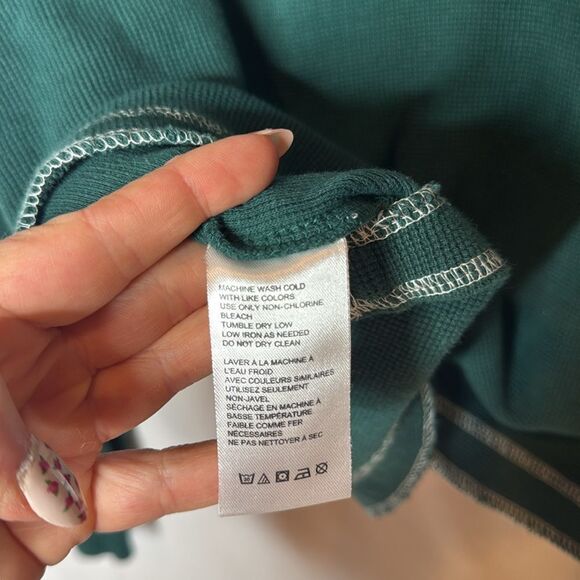 MACHINE WASH COLD
WITH LIKE COLORS
USE ONLY NON-CHLORINE
BLEACH
TUMBLE DRY LOW
LOW IRON AS NEEDED
DO NOT DRY CLEAN
LAVER À LA MACHINE À
L'EAU FROID
AVEC COULEURS SIMILAIRES
UTILISEZ SEULEMENT
NON-JAVEL
SÉCHAGE EN MACHINE À
BASSE TEMPÉRATURE
FAIBLE COMME FER
NÉCESSAIRES
NE PAS NETTOYER À SEC